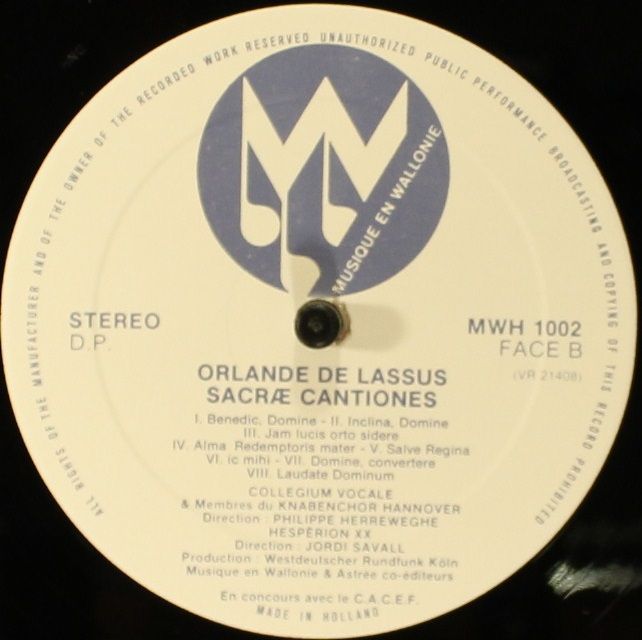 ALL RIGHTS OF THE MANUFACTURER AND OF THE OWNER OF THE RECORDED WORK RESERVED UNAUTHORIZED PUBLIC PERFORMANCE BROADCASTING AND COPYING OF THIS RECORD PROHIBITED
MUSIQUE EN WALLONIE
STEREO
D.P.
MWH 1002
FACE B
(VR 21408)
ORLANDE DE LASSUS
SACRÆ CANTIONES
I. Benedic, Domine - II. Inclina, Domine
III. Jam lucis orto sidere
IV. Alma Redemptoris mater - V. Salve Regina
VI. ic mihi - VII. Domine, convertere
VIII. Laudate Dominum
COLLEGIUM VOCALE
& Membres du KNABENCHOR HANNOVER
Direction : PHILIPPE HERREWEGHE
HESPÈRION XX
Direction : JORDI SAVALL
Production : Westdeutscher Rundfunk Köln
Musique en Wallonie & Astrée co-éditeurs
En concours avec le C.A.C.E.F.
MADE IN HOLLAND